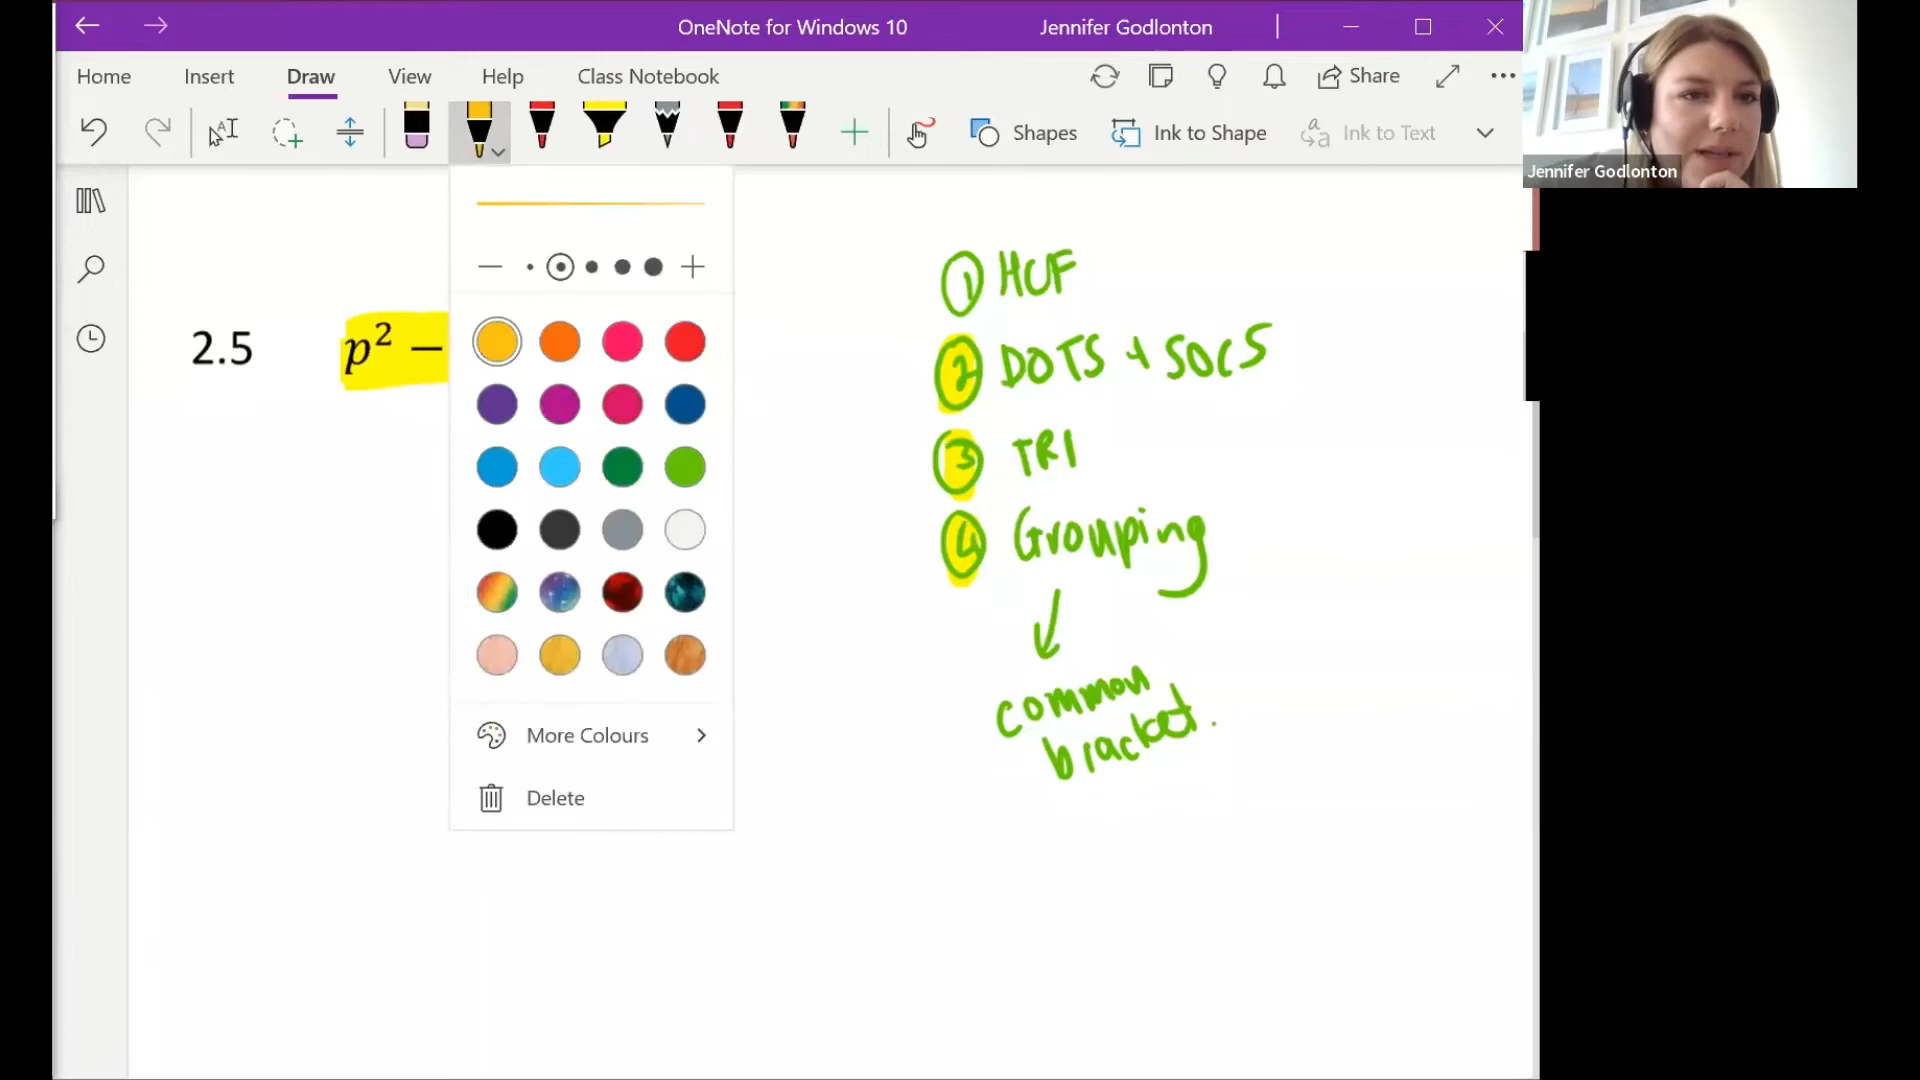 OneNote for Windows 10
Jennifer Godlonton
Home Insert Draw View Help Class Notebook
Share
Shapes Ink to Shape Ink to Text
Jennifer Godlonton
2.5 p² −
① HCF
② DOTS + SOCS
③ TRI
④ Grouping
common
bracket.
More Colours
Delete